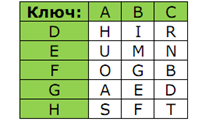 Ключ: A B C
D H I R
E U M N
F O G B
G A E D
H S F T